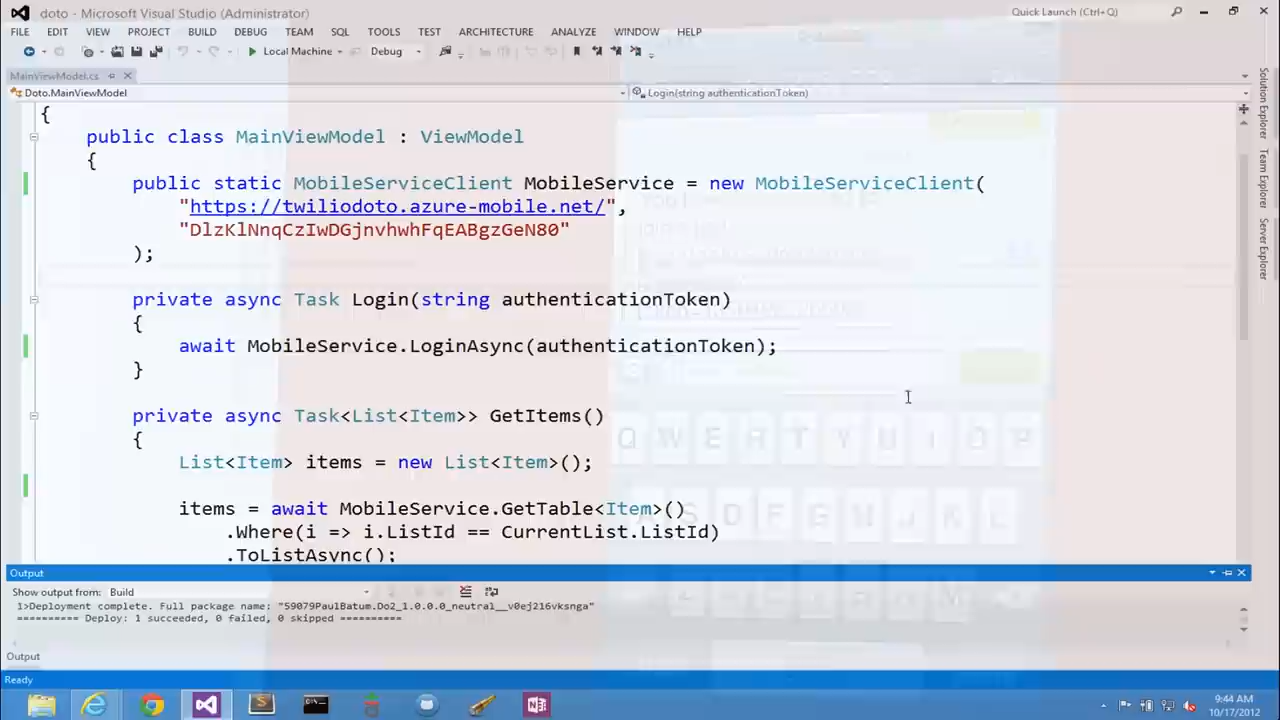 doto - Microsoft Visual Studio (Administrator)
Quick Launch (Ctrl+Q)
FILE EDIT VIEW PROJECT BUILD DEBUG TEAM SQL TOOLS TEST ARCHITECTURE ANALYZE WINDOW HELP
Local Machine Debug
MainViewModel.cs
Doto.MainViewModel
Login(string authenticationToken)
{
public class MainViewModel : ViewModel
{
public static MobileServiceClient MobileService = new MobileServiceClient(
"https://twiliodoto.azure-mobile.net/",
"DlzKlNnqCzIwDGjnvhwhFqEABgzGeN80"
);
private async Task Login(string authenticationToken)
{
await MobileService.LoginAsync(authenticationToken);
}
private async Task<List<Item>> GetItems()
{
List<Item> items = new List<Item>();
items = await MobileService.GetTable<Item>()
.Where(i => i.ListId == CurrentList.ListId)
.ToListAsync();
Solution Explorer
Team Explorer
Server Explorer
Output
Show output from: Build
1>Deployment complete. Full package name: "59079PaulBatum.Do2_1.0.0.0_neutral__v0ej216vksnga"
========== Deploy: 1 succeeded, 0 failed, 0 skipped ==========
Output
Ready
9:44 AM
10/17/2012